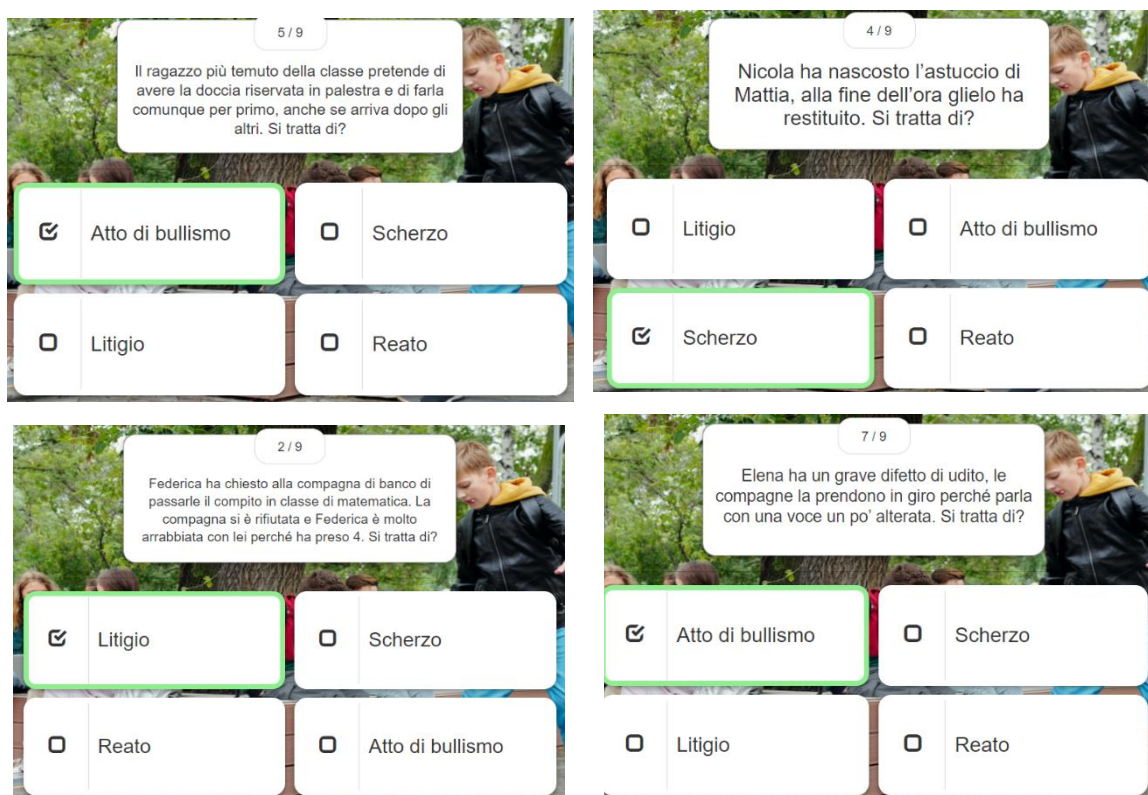 5 / 9
Il ragazzo più temuto della classe pretende di
avere la doccia riservata in palestra e di farla
comunque per primo, anche se arriva dopo gli
altri. Si tratta di?
Atto di bullismo
Scherzo
Litigio
Reato
4 / 9
Nicola ha nascosto l’astuccio di
Mattia, alla fine dell’ora glielo ha
restituito. Si tratta di?
Litigio
Atto di bullismo
Scherzo
Reato
2 / 9
Federica ha chiesto alla compagna di banco di
passarle il compito in classe di matematica. La
compagna si è rifiutata e Federica è molto
arrabbiata con lei perché ha preso 4. Si tratta di?
Litigio
Scherzo
Reato
Atto di bullismo
7 / 9
Elena ha un grave difetto di udito, le
compagne la prendono in giro perché parla
con una voce un po’ alterata. Si tratta di?
Atto di bullismo
Scherzo
Litigio
Reato